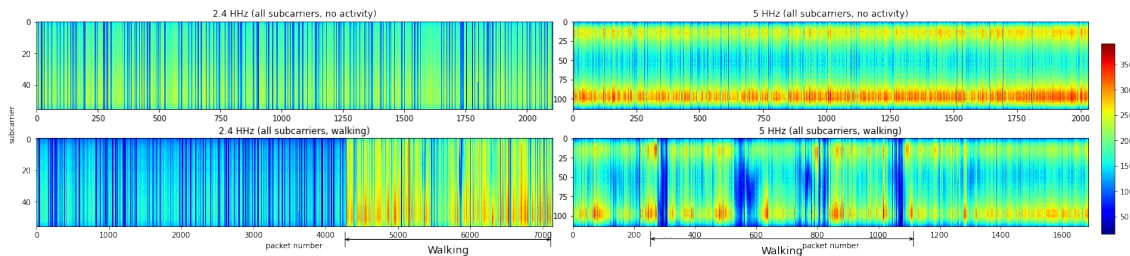 2.4 HHz (all subcarriers, no activity)
5 HHz (all subcarriers, no activity)
0
20
40
0 250 500 750 1000 1250 1500 1750 2000
0
25
50
75
100
0 250 500 750 1000 1250 1500 1750 2000
2.4 HHz (all subcarriers, walking)
5 HHz (all subcarriers, walking)
subcarrier
0
20
40
0 1000 2000 3000 4000 5000 6000 7000
packet number
Walking
0
25
50
75
100
0 200 400 600 800 1000 1200 1400 1600
packet number
Walking
350
300
250
200
150
100
50